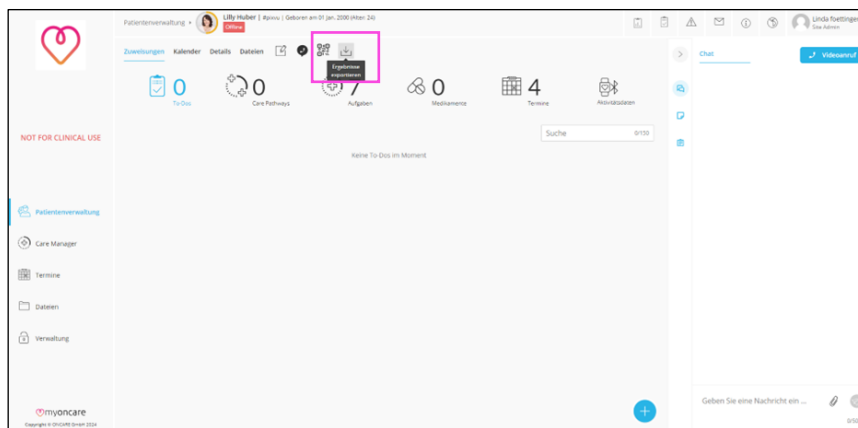 Patientenverwaltung
Lilly Huber | #pixvu | Geboren am 01 Jan. 2000 (Alter: 24)
Offline
Linda foettinger
Site Admin
Zuweisungen Kalender Details Dateien
Ergebnisse exportieren
Chat
Videoanruf
0 To-Dos
0 Care Pathways
7 Aufgaben
0 Medikamente
4 Termine
Aktivitätsdaten
NOT FOR CLINICAL USE
Suche 0/150
Keine To-Dos im Moment
Patientenverwaltung
Care Manager
Termine
Dateien
Verwaltung
myoncare
Copyright © ONCARE GmbH 2024
Geben Sie eine Nachricht ein ...